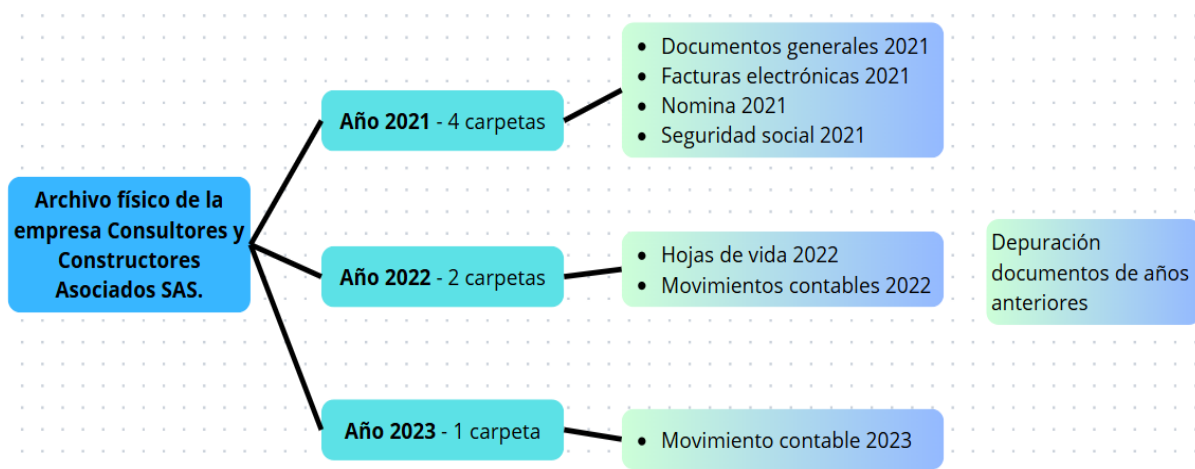 Archivo físico de la
empresa Consultores y
Constructores
Asociados SAS.
Año 2021 - 4 carpetas
• Documentos generales 2021
• Facturas electrónicas 2021
• Nomina 2021
• Seguridad social 2021
Año 2022 - 2 carpetas
• Hojas de vida 2022
• Movimientos contables 2022
Depuración
documentos de años
anteriores
Año 2023 - 1 carpeta
• Movimiento contable 2023